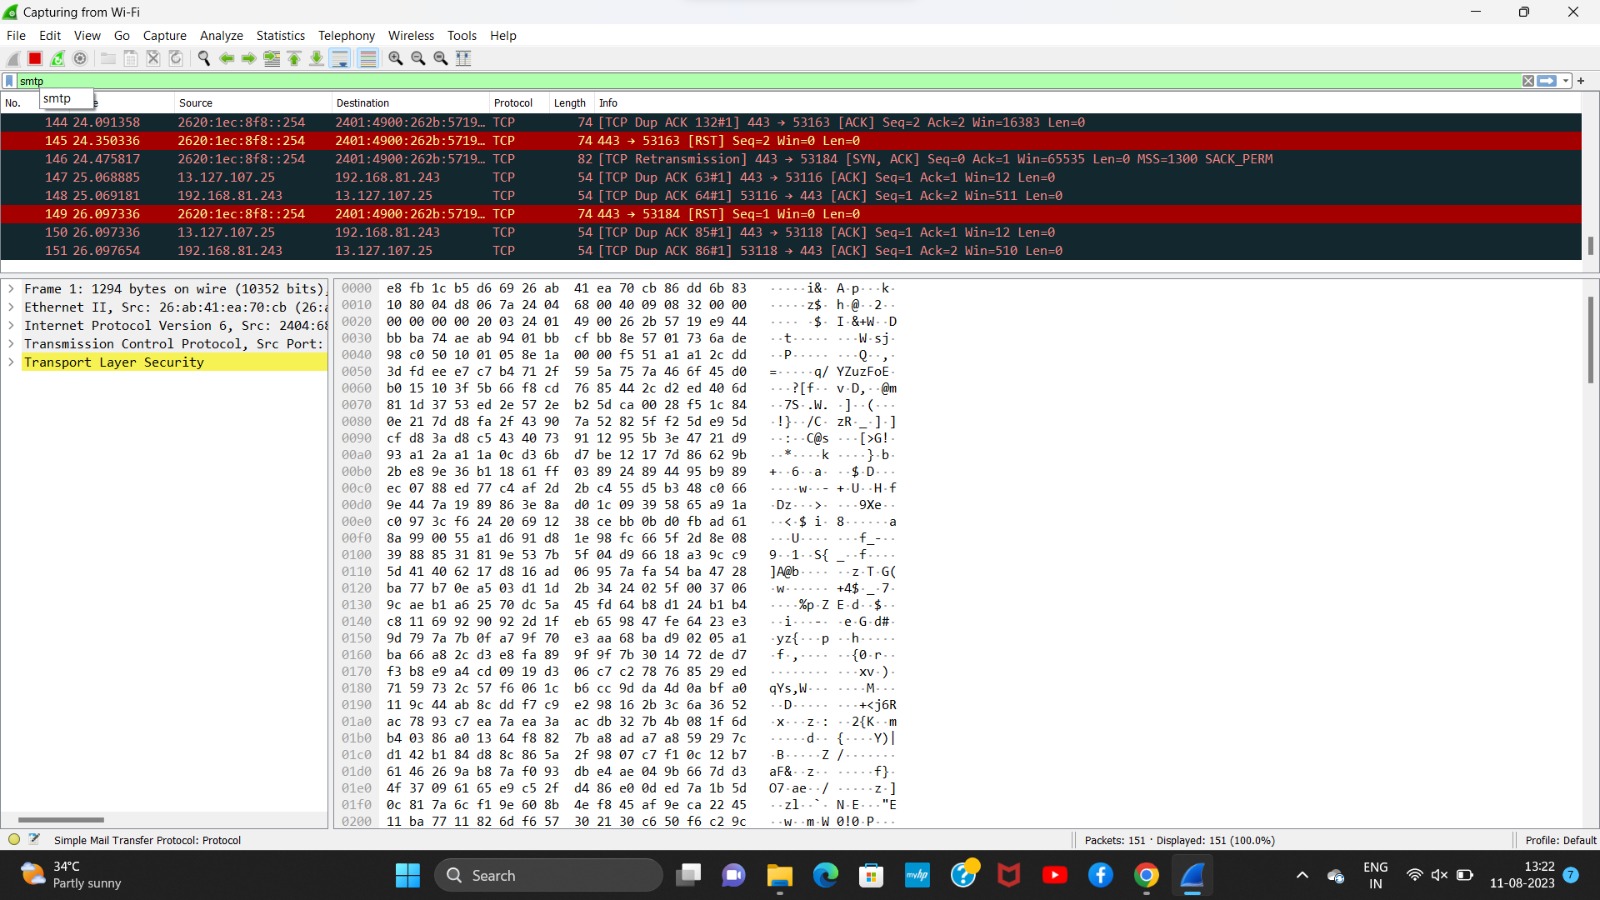 Capturing from Wi-Fi
File Edit View Go Capture Analyze Statistics Telephony Wireless Tools Help
smtp
smtp
No. Source Destination Protocol Length Info
144 24.091358 2620:1ec:8f8::254 2401:4900:262b:5719… TCP 74 [TCP Dup ACK 132#1] 443 → 53163 [ACK] Seq=2 Ack=2 Win=16383 Len=0
145 24.350336 2620:1ec:8f8::254 2401:4900:262b:5719… TCP 74 443 → 53163 [RST] Seq=2 Win=0 Len=0
146 24.475817 2620:1ec:8f8::254 2401:4900:262b:5719… TCP 82 [TCP Retransmission] 443 → 53184 [SYN, ACK] Seq=0 Ack=1 Win=65535 Len=0 MSS=1300 SACK_PERM
147 25.068885 13.127.107.25 192.168.81.243 TCP 54 [TCP Dup ACK 63#1] 443 → 53116 [ACK] Seq=1 Ack=1 Win=12 Len=0
148 25.069181 192.168.81.243 13.127.107.25 TCP 54 [TCP Dup ACK 64#1] 53116 → 443 [ACK] Seq=1 Ack=2 Win=511 Len=0
149 26.097336 2620:1ec:8f8::254 2401:4900:262b:5719… TCP 74 443 → 53184 [RST] Seq=1 Win=0 Len=0
150 26.097336 13.127.107.25 192.168.81.243 TCP 54 [TCP Dup ACK 85#1] 443 → 53118 [ACK] Seq=1 Ack=1 Win=12 Len=0
151 26.097654 192.168.81.243 13.127.107.25 TCP 54 [TCP Dup ACK 86#1] 53118 → 443 [ACK] Seq=1 Ack=2 Win=510 Len=0
Frame 1: 1294 bytes on wire (10352 bits),
Ethernet II, Src: 26:ab:41:ea:70:cb (26:a
Internet Protocol Version 6, Src: 2404:68
Transmission Control Protocol, Src Port:
Transport Layer Security
0000 e8 fb 1c b5 d6 69 26 ab 41 ea 70 cb 86 dd 6b 83 ·····i&· A·p···k·
0010 10 80 04 d8 06 7a 24 04 68 00 40 09 08 32 00 00 ·····z$· h·@··2··
0020 00 00 00 00 20 03 24 01 49 00 26 2b 57 19 e9 44 ···· ·$· I·&+W··D
0030 bb ba 74 ae ab 94 01 bb cf bb 8e 57 01 73 6a de ··t····· ···W·sj·
0040 98 c0 50 10 01 05 8e 1a 00 00 f5 51 a1 a1 2c dd ··P····· ···Q··,·
0050 3d fd ee e7 c7 b4 71 2f 59 5a 75 7a 46 6f 45 d0 =·····q/ YZuzFoE·
0060 b0 15 10 3f 5b 66 f8 cd 76 85 44 2c d2 ed 40 6d ···?[f·· v·D,··@m
0070 81 1d 37 53 ed 2e 57 2e b2 5d ca 00 28 f5 1c 84 ··7S·.W. ·]··(···
0080 0e 21 7d d8 fa 2f 43 90 7a 52 82 5f f2 5d e9 5d ·!}··/C· zR·_·]·]
0090 cf d8 3a d8 c5 43 40 73 91 12 95 5b 3e 47 21 d9 ··:··C@s ···[>G!·
00a0 93 a1 2a a1 1a 0c d3 6b d7 be 12 17 7d 86 62 9b ··*····k ····}·b·
00b0 2b e8 9e 36 b1 18 61 ff 03 89 24 89 44 95 b9 89 +··6··a· ··$·D···
00c0 ec 07 88 ed 77 c4 af 2d 2b c4 55 d5 b3 48 c0 66 ····w··- +·U··H·f
00d0 9e 44 7a 19 89 86 3e 8a d0 1c 09 39 58 65 a9 1a ·Dz···>· ···9Xe··
00e0 c0 97 3c f6 24 20 69 12 38 ce bb 0b d0 fb ad 61 ··<·$ i· 8······a
00f0 8a 99 00 55 a1 d6 91 d8 1e 98 fc 66 5f 2d 8e 08 ···U···· ···f_-··
0100 39 88 85 31 81 9e 53 7b 5f 04 d9 66 18 a3 9c c9 9··1··S{ _··f····
0110 5d 41 40 62 17 d8 16 ad 06 95 7a fa 54 ba 47 28 ]A@b···· ··z·T·G(
0120 ba 77 b7 0e a5 03 d1 1d 2b 34 24 02 5f 00 37 06 ·w······ +4$·_·7·
0130 9c ae b1 a6 25 70 dc 5a 45 fd 64 b8 d1 24 b1 b4 ····%p·Z E·d··$··
0140 c8 11 69 92 90 92 2d 1f eb 65 98 47 fe 64 23 e3 ··i···-· ·e·G·d#·
0150 9d 79 7a 7b 0f a7 9f 70 e3 aa 68 ba d9 02 05 a1 ·yz{···p ··h·····
0160 ba 66 a8 2c d3 e8 fa 89 9f 9f 7b 30 14 72 de d7 ·f·,···· ··{0·r··
0170 f3 b8 e9 a4 cd 09 19 d3 06 c7 c2 78 76 85 29 ed ········ ···xv·)·
0180 71 59 73 2c 57 f6 06 1c b6 cc 9d da 4d 0a bf a0 qYs,W··· ····M···
0190 11 9c 44 ab 8c dd f7 c9 e2 98 16 2b 3c 6a 36 52 ··D····· ···+<j6R
01a0 ac 78 93 c7 ea 7a ea 3a ac db 32 7b 4b 08 1f 6d ·x···z·: ··2{K··m
01b0 b4 03 86 a0 13 64 f8 82 7b a8 ad a7 a8 59 29 7c ·····d·· {····Y)|
01c0 d1 42 b1 84 d8 8c 86 5a 2f 98 07 c7 f1 0c 12 b7 ·B·····Z /·······
01d0 61 46 26 9a b8 7a f0 93 db e4 ae 04 9b 66 7d d3 aF&··z·· ·····f}·
01e0 4f 37 09 61 65 e9 c5 2f d4 86 e0 0d ed 7a 1b 5d O7·ae··/ ·····z·]
01f0 0c 81 7a 6c f1 9e 60 8b 4e f8 45 af 9e ca 22 45 ··zl··`· N·E···"E
0200 11 ba 77 11 82 6d f6 57 30 21 30 c6 50 f6 c2 9c ··w··m·W 0!0·P···
Simple Mail Transfer Protocol: Protocol Packets: 151 · Displayed: 151 (100.0%) Profile: Default
34°C
Partly sunny
Search
myhp
ENG
IN
13:22
11-08-2023
7